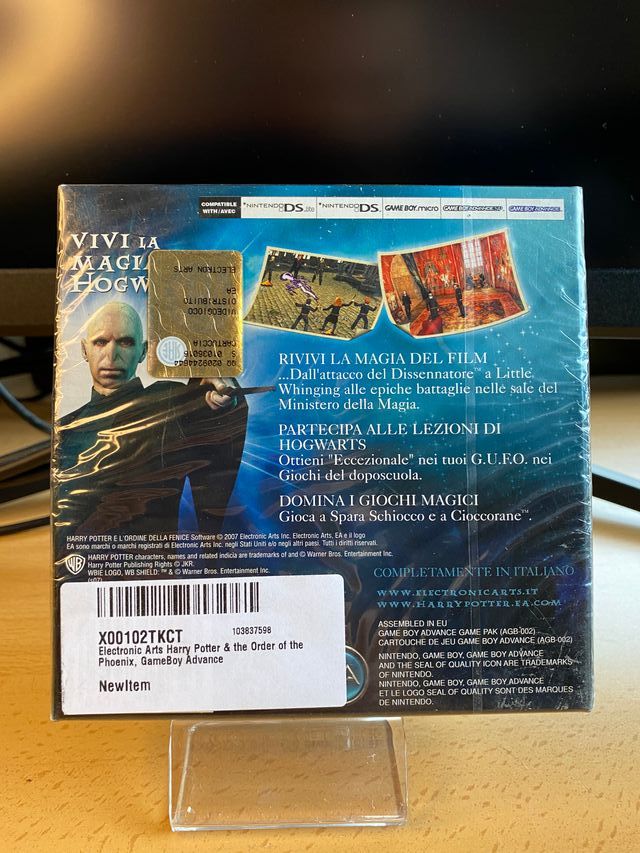 COMPATIBLE WITH/AVEC NINTENDO DS Lite NINTENDO DS GAME BOY micro GAME BOY ADVANCE SP GAME BOY ADVANCE
VIVI LA
MAGIA
HOGW
ELECTRON ARTS
EA
DISTRIBUITO
VIDEOGIOCO
CARTUCCIA
SIAE
RIVIVI LA MAGIA DEL FILM
...Dall'attacco del Dissennatore™ a Little
Whinging alle epiche battaglie nelle sale del
Ministero della Magia.
PARTECIPA ALLE LEZIONI DI
HOGWARTS
Ottieni "Eccezionale" nei tuoi G.U.F.O. nei
Giochi del doposcuola.
DOMINA I GIOCHI MAGICI
Gioca a Spara Schiocco e a Cioccorane™.
HARRY POTTER E L'ORDINE DELLA FENICE Software © 2007 Electronic Arts Inc. Electronic Arts, EA e il logo
EA sono marchi o marchi registrati di Electronic Arts Inc. negli Stati Uniti e/o negli altri paesi. Tutti i diritti riservati.
WB
HARRY POTTER characters, names and related indicia are trademarks of and © Warner Bros. Entertainment Inc.
Harry Potter Publishing Rights © JKR.
WBIE LOGO, WB SHIELD: ™ & © Warner Bros. Entertainment Inc.
(s07)
COMPLETAMENTE IN ITALIANO
WWW.ELECTRONICARTS.IT
WWW.HARRYPOTTER.EA.COM
ASSEMBLED IN EU
GAME BOY ADVANCE GAME PAK (AGB-002)
CARTOUCHE DE JEU GAME BOY ADVANCE (AGB-002)
NINTENDO, GAME BOY, GAME BOY ADVANCE
AND THE SEAL OF QUALITY ICON ARE TRADEMARKS
OF NINTENDO.
NINTENDO, GAME BOY, GAME BOY ADVANCE
ET LE LOGO SEAL OF QUALITY SONT DES MARQUES
DE NINTENDO.
X00102TKCT
103837598
Electronic Arts Harry Potter & the Order of the
Phoenix, GameBoy Advance
NewItem